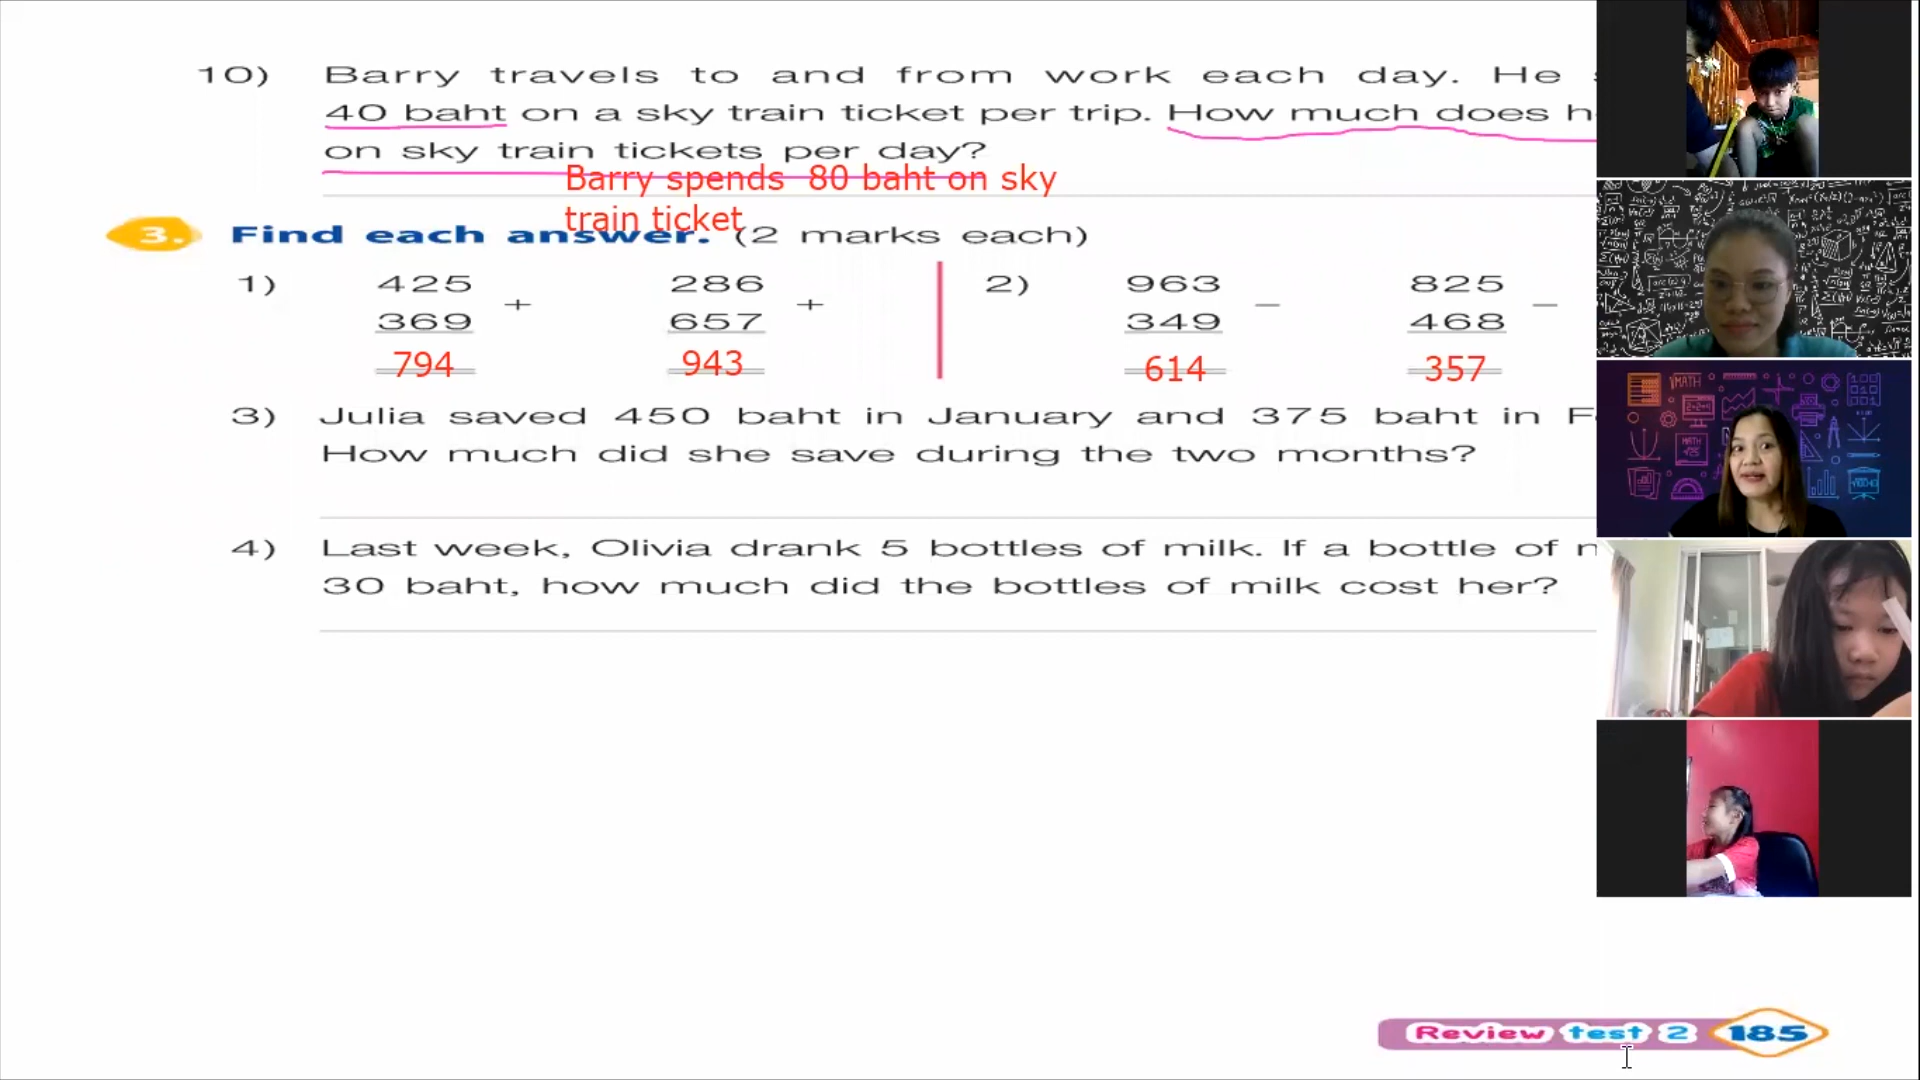 10) Barry travels to and from work each day. He
40 baht on a sky train ticket per trip. How much does h
on sky train tickets per day?
Barry spends 80 baht on sky
train ticket
3. Find each answer. (2 marks each)
1) 425 + 286 + 2) 963 − 825 −
369 657 349 468
794 943 614 357
3) Julia saved 450 baht in January and 375 baht in F
How much did she save during the two months?
4) Last week, Olivia drank 5 bottles of milk. If a bottle of
30 baht, how much did the bottles of milk cost her?
Review test 2 185